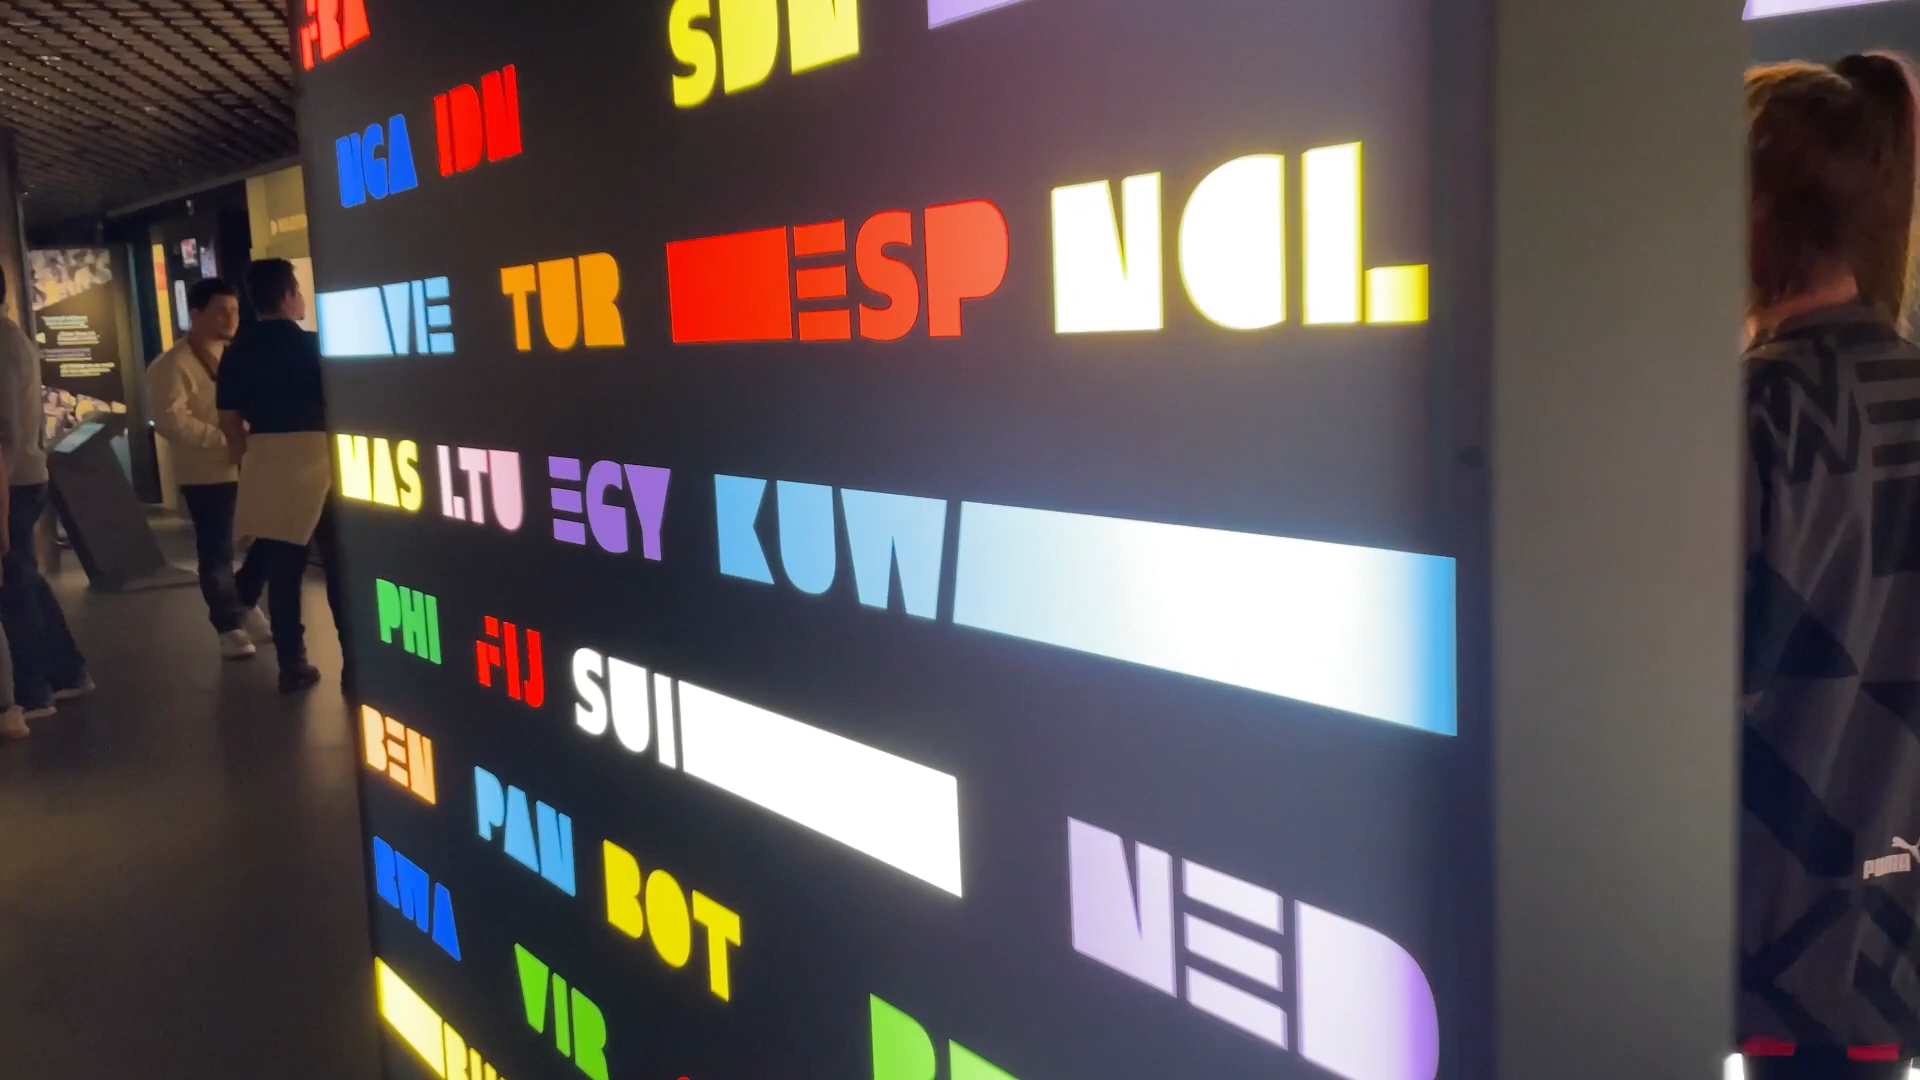 FRA SDN
NGA IDN
VIE TUR ESP NCL
MAS LTU EGY KUW
PHI FIJ SUI
BEN PAN BOT NED
RWA VIR
PUMA